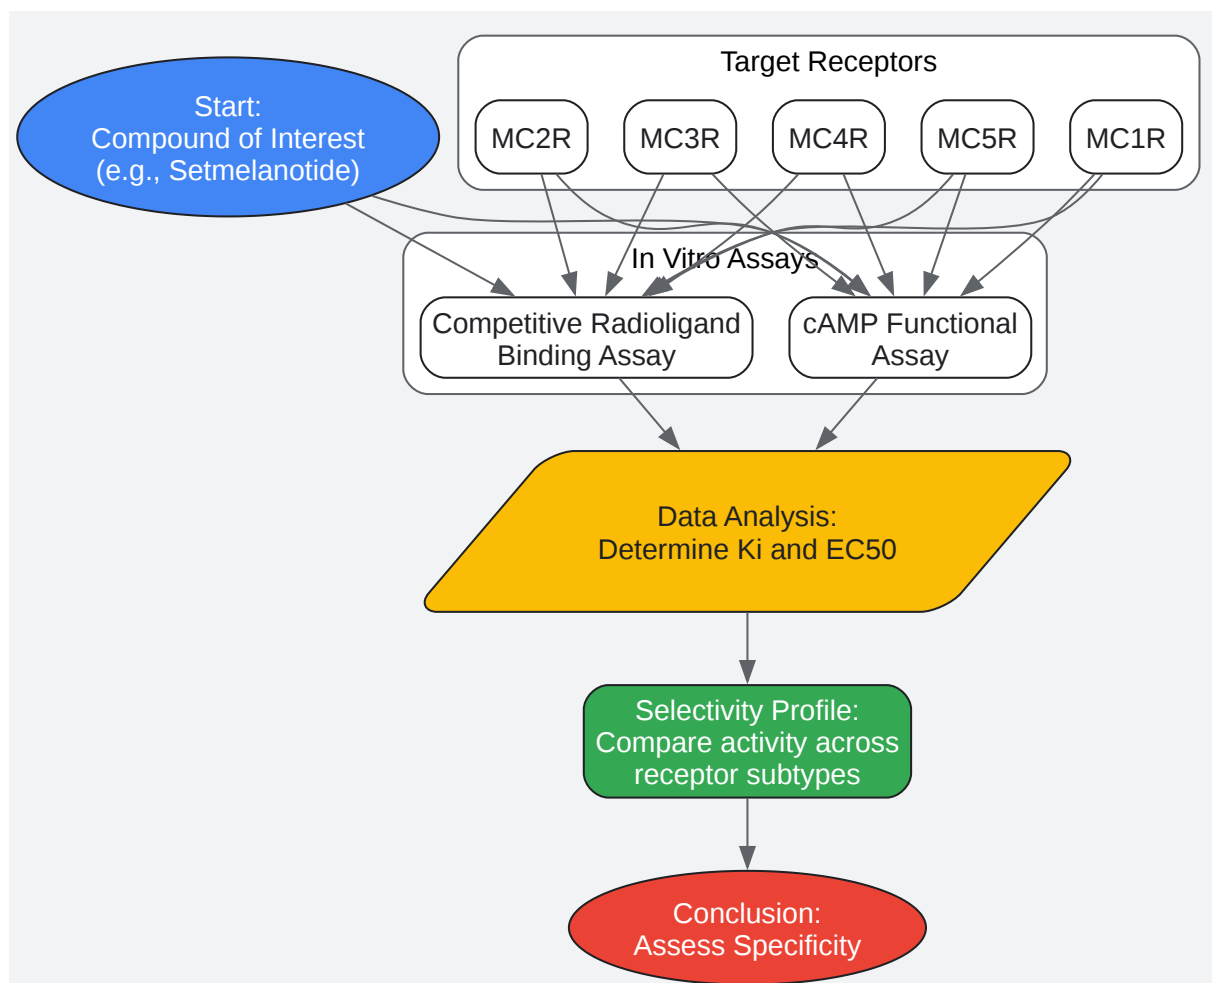 Start:
Compound of Interest
(e.g., Setmelanotide)
Target Receptors
MC2R
MC3R
MC4R
MC5R
MC1R
In Vitro Assays
Competitive Radioligand
Binding Assay
cAMP Functional
Assay
Data Analysis:
Determine Ki and EC50
Selectivity Profile:
Compare activity across
receptor subtypes
Conclusion:
Assess Specificity